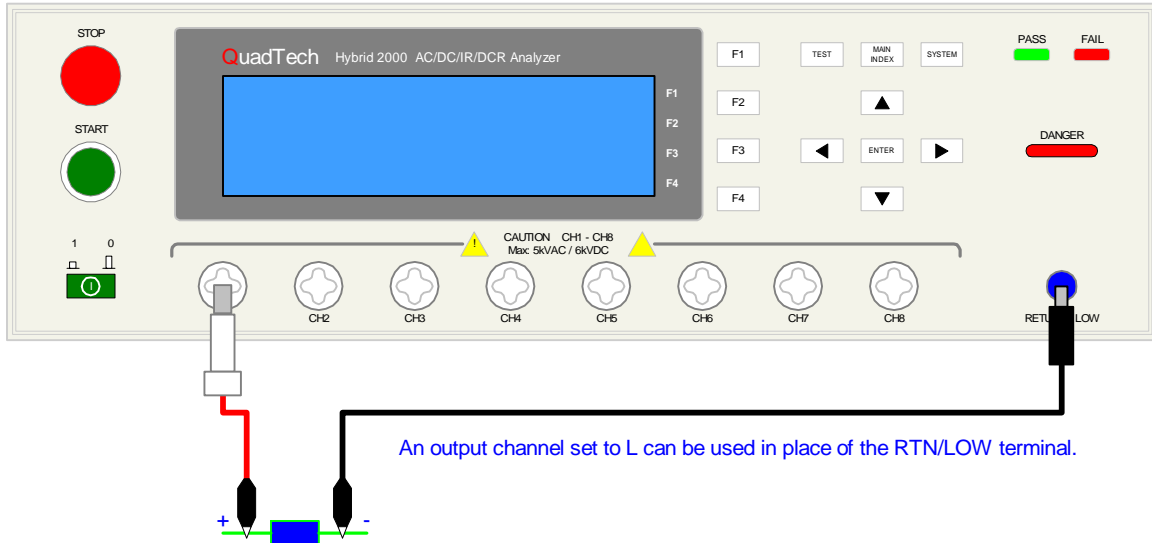 STOP
START
1 0
QuadTech Hybrid 2000 AC/DC/IR/DCR Analyzer
F1
F2
F3
F4
F1
F2
F3
F4
TEST
MAIN
INDEX
SYSTEM
ENTER
PASS FAIL
DANGER
! CAUTION CH1 - CH8
Max: 5kVAC / 6kVDC
CH2 CH3 CH4 CH5 CH6 CH7 CH8
LOW
An output channel set to L can be used in place of the RTN/LOW terminal.
+ -